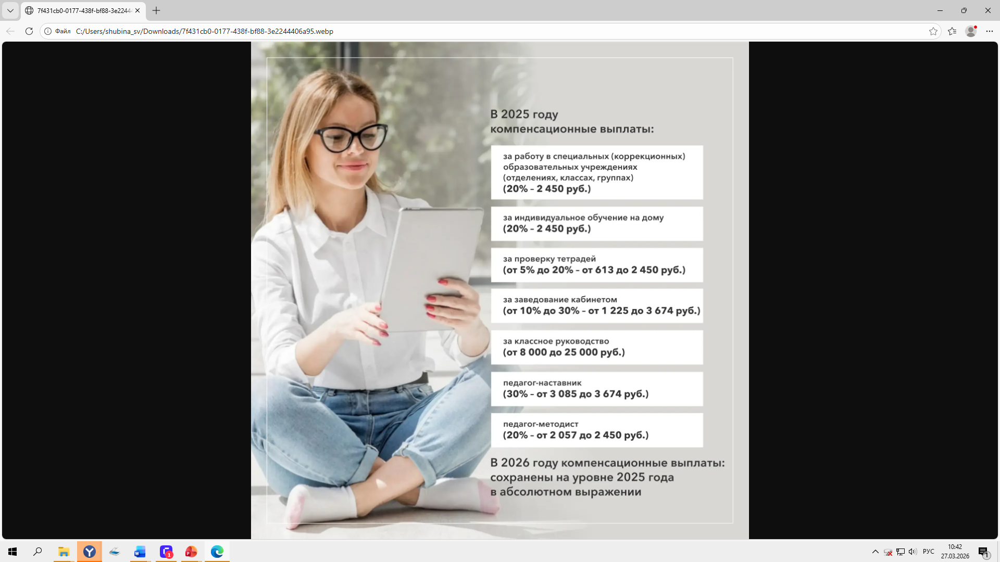 7f431cb0-0177-438f-bf88-3e2244
Файл
C:/Users/shubina_sv/Downloads/7f431cb0-0177-438f-bf88-3e2244406a95.webp
В 2025 году
компенсационные выплаты:
за работу в специальных (коррекционных)
образовательных учреждениях
(отделениях, классах, группах)
(20% – 2 450 руб.)
за индивидуальное обучение на дому
(20% – 2 450 руб.)
за проверку тетрадей
(от 5% до 20% – от 613 до 2 450 руб.)
за заведование кабинетом
(от 10% до 30% – от 1 225 до 3 674 руб.)
за классное руководство
(от 8 000 до 25 000 руб.)
педагог-наставник
(30% – от 3 085 до 3 674 руб.)
педагог-методист
(20% – от 2 057 до 2 450 руб.)
В 2026 году компенсационные выплаты:
сохранены на уровне 2025 года
в абсолютном выражении
1
РУС
10:42
27.03.2026
1